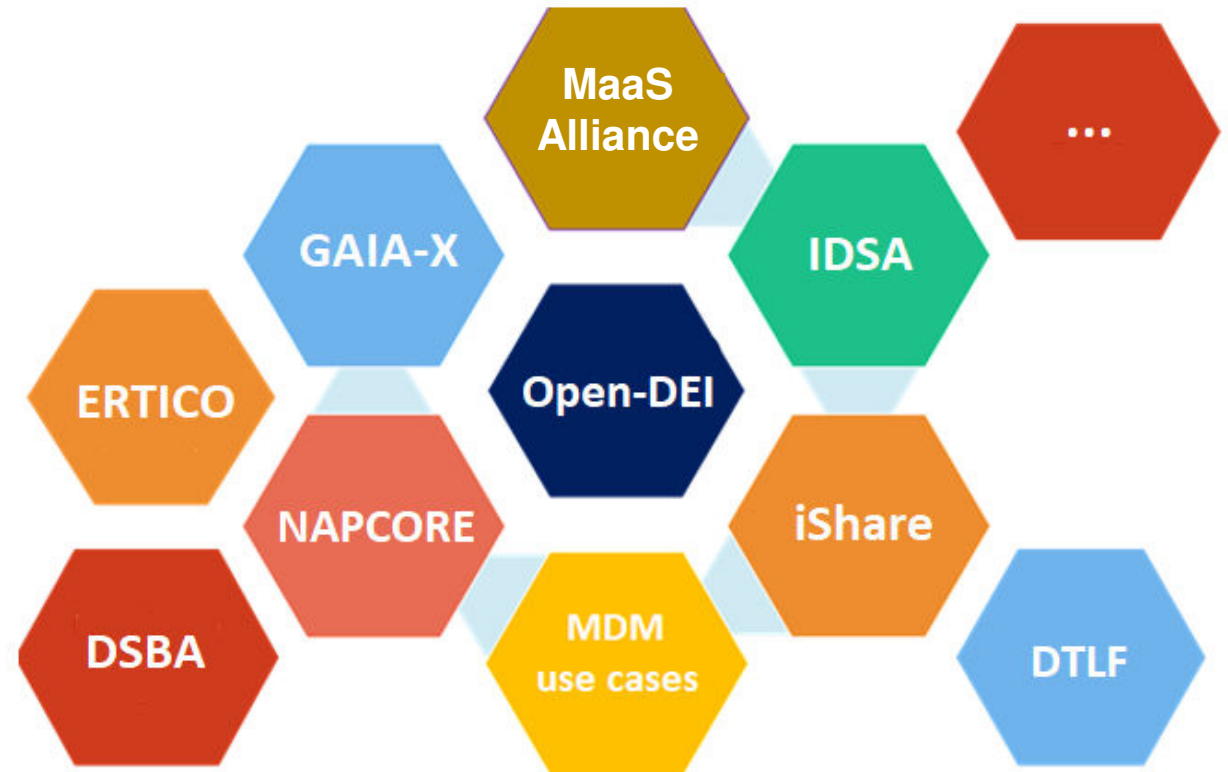 MaaS
Alliance
...
GAIA-X
IDSA
ERTICO
Open-DEI
NAPCORE
iShare
DSBA
MDM
use cases
DTLF